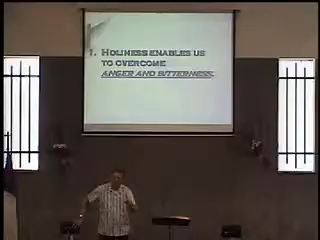 1. HOLINESS ENABLES US
TO OVERCOME
ANGER AND BITTERNESS.